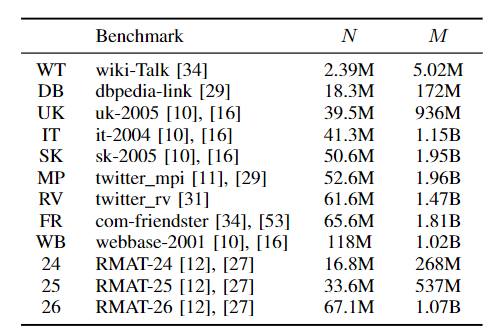 Benchmark N M
WT wiki-Talk [34] 2.39M 5.02M
DB dbpedia-link [29] 18.3M 172M
UK uk-2005 [10], [16] 39.5M 936M
IT it-2004 [10], [16] 41.3M 1.15B
SK sk-2005 [10], [16] 50.6M 1.95B
MP twitter_mpi [11], [29] 52.6M 1.96B
RV twitter_rv [31] 61.6M 1.47B
FR com-friendster [34], [53] 65.6M 1.81B
WB webbase-2001 [10], [16] 118M 1.02B
24 RMAT-24 [12], [27] 16.8M 268M
25 RMAT-25 [12], [27] 33.6M 537M
26 RMAT-26 [12], [27] 67.1M 1.07B